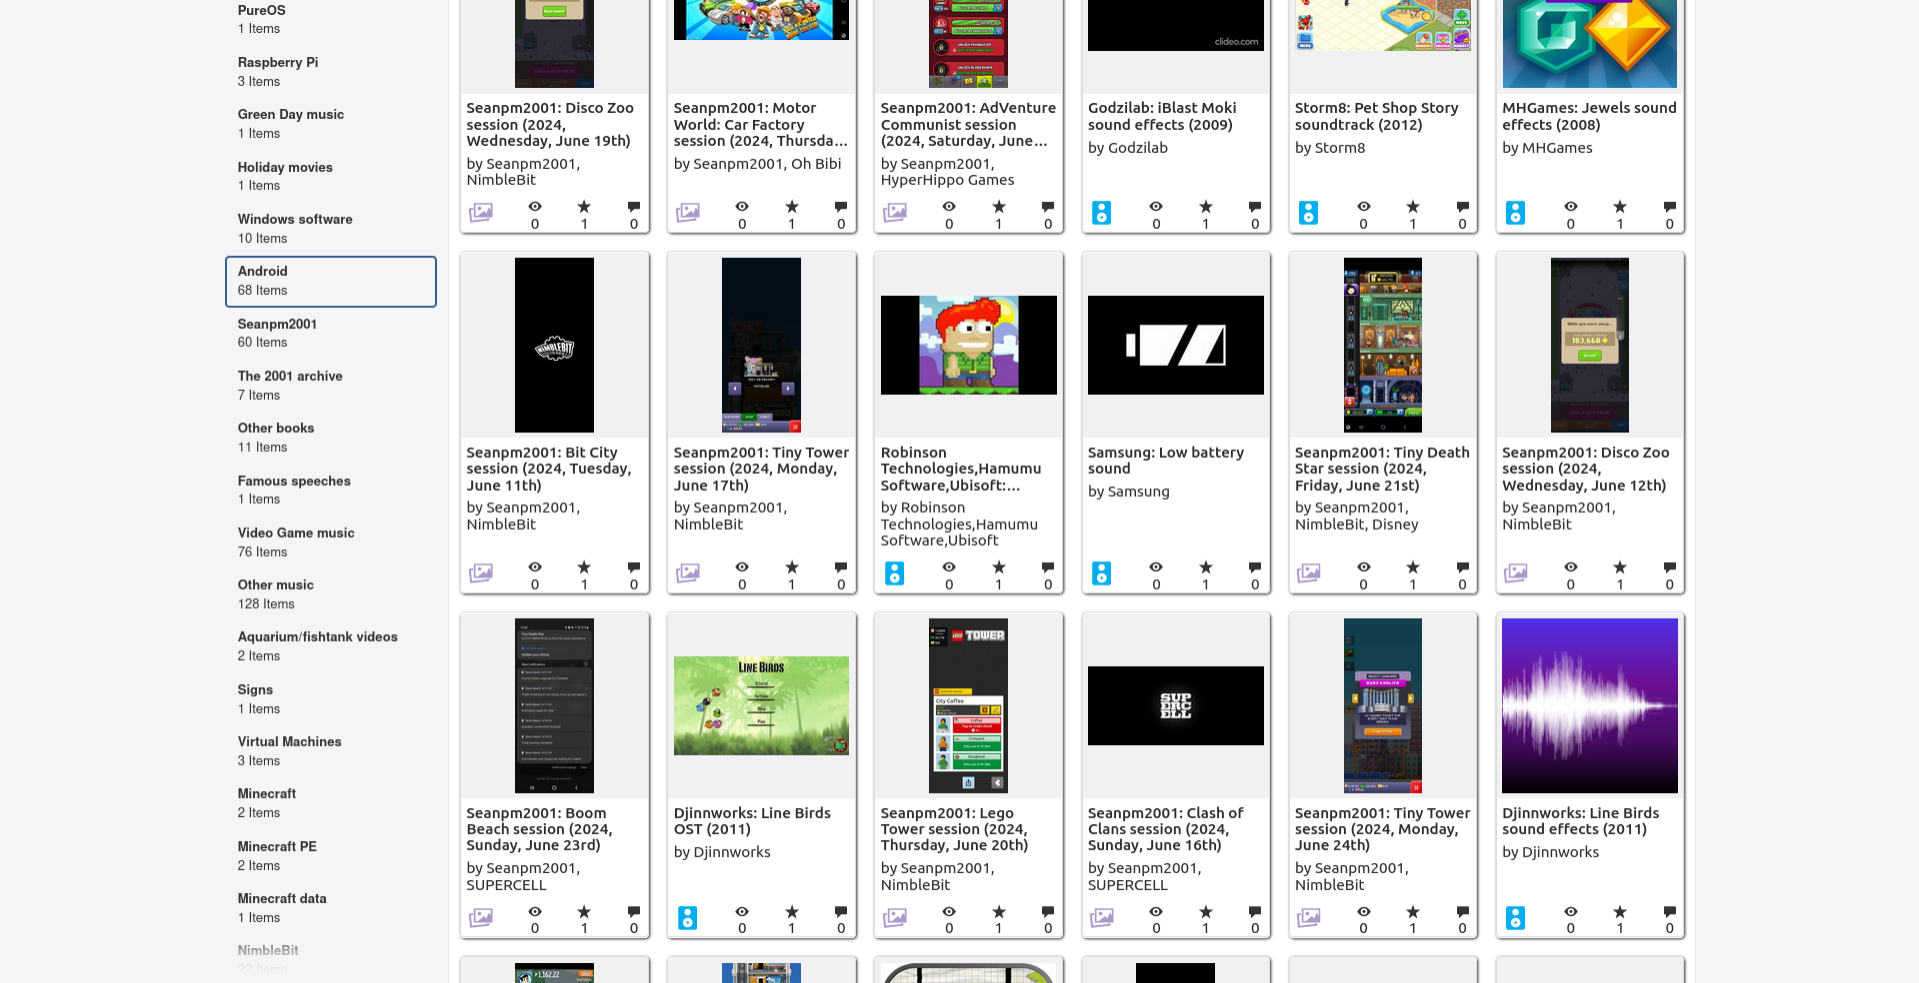 PureOS
1 Items
Raspberry Pi
3 Items
Green Day music
1 Items
Holiday movies
1 Items
Windows software
10 Items
Android
68 Items
Seanpm2001
60 Items
The 2001 archive
7 Items
Other books
11 Items
Famous speeches
1 Items
Video Game music
76 Items
Other music
128 Items
Aquarium/fishtank videos
2 Items
Signs
1 Items
Virtual Machines
3 Items
Minecraft
2 Items
Minecraft PE
2 Items
Minecraft data
1 Items
NimbleBit
clideo.com
Seanpm2001: Disco Zoo
session (2024,
Wednesday, June 19th)
by Seanpm2001,
NimbleBit
0 1 0
Seanpm2001: Motor
World: Car Factory
session (2024, Thursda...
by Seanpm2001, Oh Bibi
0 1 0
Seanpm2001: AdVenture
Communist session
(2024, Saturday, June...
by Seanpm2001,
HyperHippo Games
0 1 0
Godzilab: iBlast Moki
sound effects (2009)
by Godzilab
0 1 0
Storm8: Pet Shop Story
soundtrack (2012)
by Storm8
0 1 0
MHGames: Jewels sound
effects (2008)
by MHGames
0 1 0
NIMBLEBIT
Seanpm2001: Bit City
session (2024, Tuesday,
June 11th)
by Seanpm2001,
NimbleBit
0 1 0
Seanpm2001: Tiny Tower
session (2024, Monday,
June 17th)
by Seanpm2001,
NimbleBit
0 1 0
Robinson
Technologies,Hamumu
Software,Ubisoft:...
by Robinson
Technologies,Hamumu
Software,Ubisoft
0 1 0
Samsung: Low battery
sound
by Samsung
0 1 0
Seanpm2001: Tiny Death
Star session (2024,
Friday, June 21st)
by Seanpm2001,
NimbleBit, Disney
0 1 0
While you were away...
183,660
Seanpm2001: Disco Zoo
session (2024,
Wednesday, June 12th)
by Seanpm2001,
NimbleBit
0 1 0
Seanpm2001: Boom
Beach session (2024,
Sunday, June 23rd)
by Seanpm2001,
SUPERCELL
0 1 0
LINE BIRDS
Play
Djinnworks: Line Birds
OST (2011)
by Djinnworks
0 1 0
LEGO TOWER
City Coffee
Seanpm2001: Lego
Tower session (2024,
Thursday, June 20th)
by Seanpm2001,
NimbleBit
0 1 0
SUP
ERC
ELL
Seanpm2001: Clash of
Clans session (2024,
Sunday, June 16th)
by Seanpm2001,
SUPERCELL
0 1 0
Seanpm2001: Tiny Tower
session (2024, Monday,
June 24th)
by Seanpm2001,
NimbleBit
0 1 0
Djinnworks: Line Birds
sound effects (2011)
by Djinnworks
0 1 0